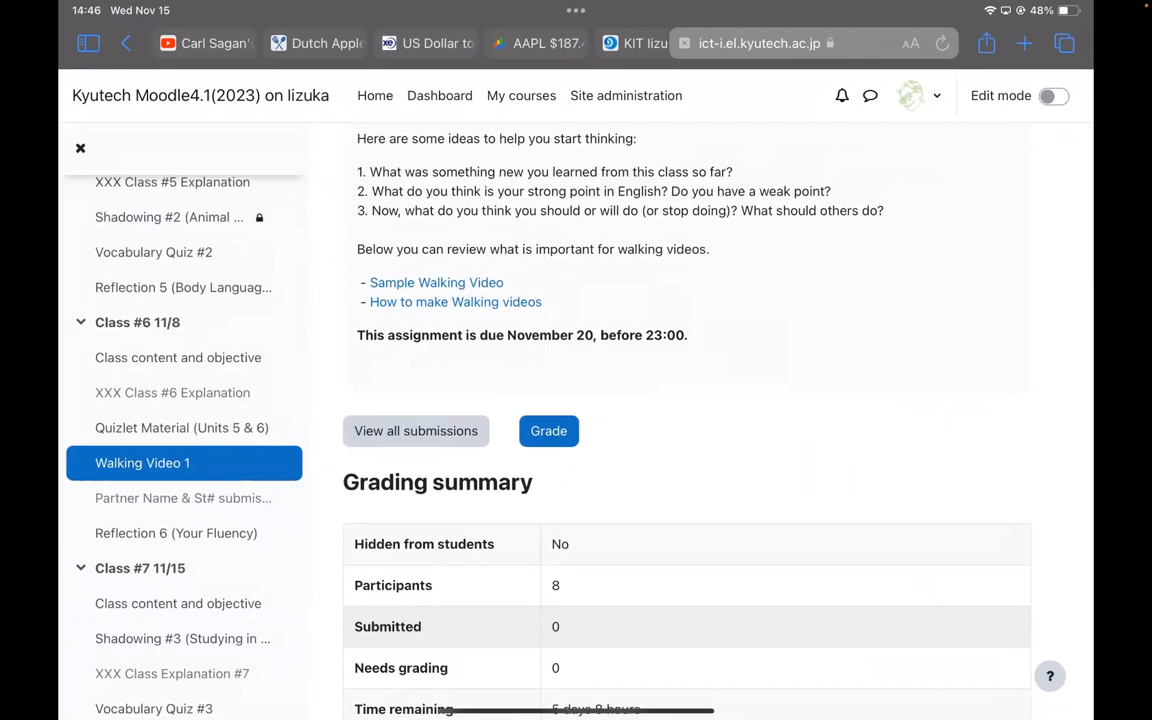 14:46 Wed Nov 15
48%
Carl Sagan'
Dutch Apple
US Dollar to
AAPL $187.
KIT Iizu
ict-i.el.kyutech.ac.jp
AA
Kyutech Moodle4.1(2023) on Iizuka
Home
Dashboard
My courses
Site administration
Edit mode
XXX Class #5 Explanation
Shadowing #2 (Animal ...
Vocabulary Quiz #2
Reflection 5 (Body Languag...
Class #6 11/8
Class content and objective
XXX Class #6 Explanation
Quizlet Material (Units 5 & 6)
Walking Video 1
Partner Name & St# submis...
Reflection 6 (Your Fluency)
Class #7 11/15
Class content and objective
Shadowing #3 (Studying in ...
XXX Class Explanation #7
Vocabulary Quiz #3
Here are some ideas to help you start thinking:
1. What was something new you learned from this class so far?
2. What do you think is your strong point in English? Do you have a weak point?
3. Now, what do you think you should or will do (or stop doing)? What should others do?
Below you can review what is important for walking videos.
- Sample Walking Video
- How to make Walking videos
This assignment is due November 20, before 23:00.
View all submissions
Grade
Grading summary
Hidden from students No
Participants 8
Submitted 0
Needs grading 0
Time remaining 5 days 8 hours
?